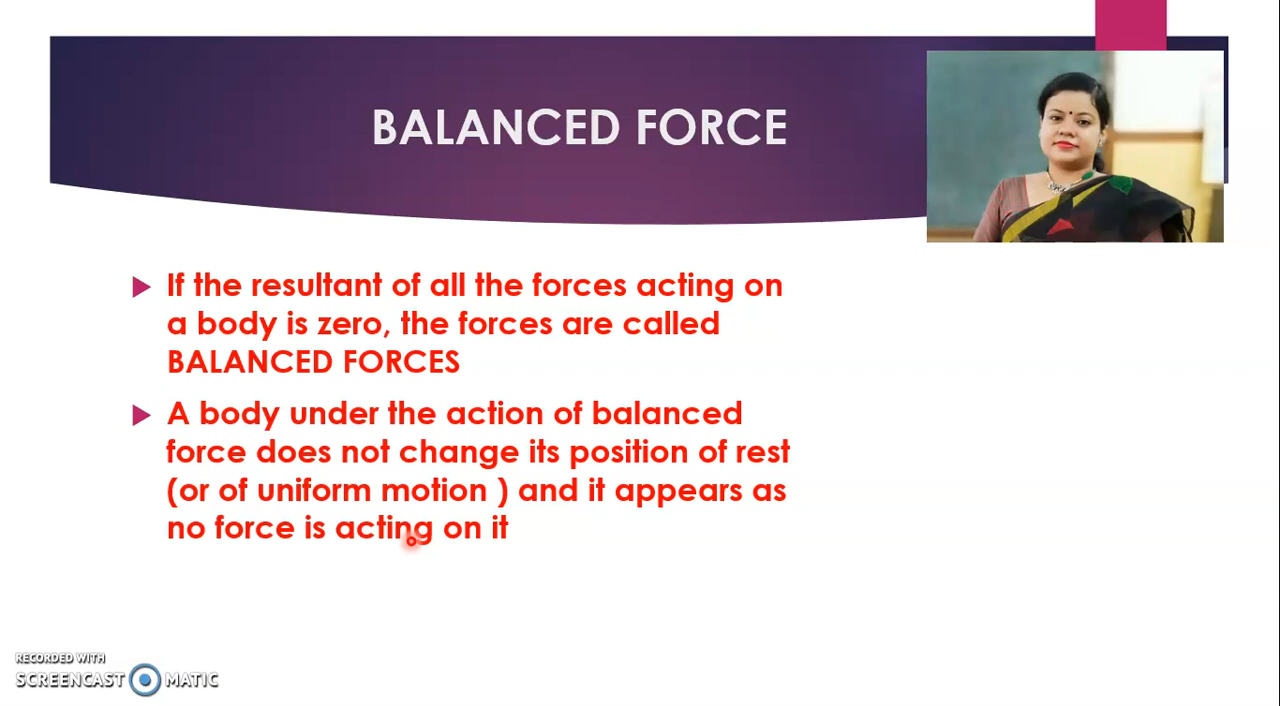 BALANCED FORCE
If the resultant of all the forces acting on
a body is zero, the forces are called
BALANCED FORCES
A body under the action of balanced
force does not change its position of rest
(or of uniform motion ) and it appears as
no force is acting on it
RECORDED WITH
SCREENCAST MATIC